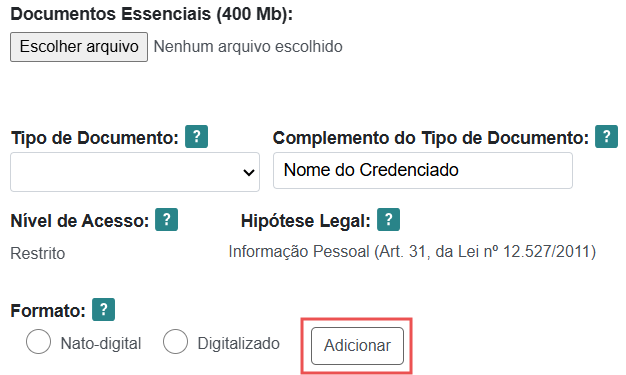 Documentos Essenciais (400 Mb):
Escolher arquivo Nenhum arquivo escolhido
Tipo de Documento: ? Complemento do Tipo de Documento: ?
Nome do Credenciado
Nível de Acesso: ? Hipótese Legal: ?
Restrito Informação Pessoal (Art. 31, da Lei nº 12.527/2011)
Formato: ?
Nato-digital Digitalizado Adicionar